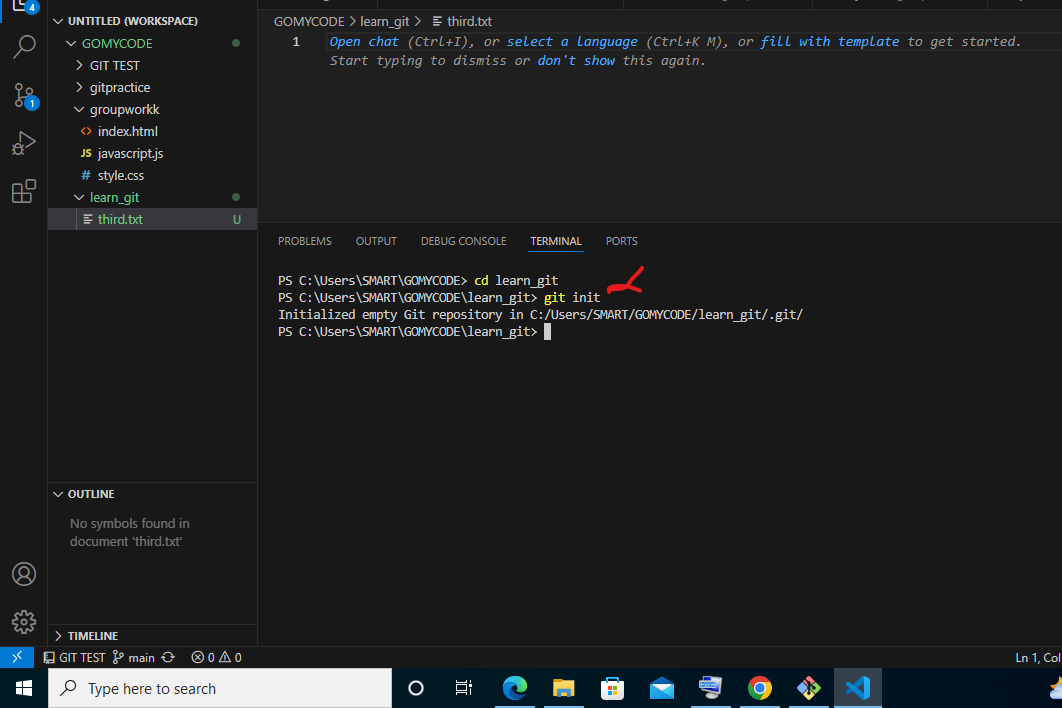 4
UNTITLED (WORKSPACE)
GOMYCODE
GIT TEST
gitpractice
groupworkk
index.html
JS javascript.js
# style.css
learn_git
third.txt U
1
OUTLINE
No symbols found in
document 'third.txt'
TIMELINE
GOMYCODE > learn_git > third.txt
1 Open chat (Ctrl+I), or select a language (Ctrl+K M), or fill with template to get started.
Start typing to dismiss or don't show this again.
PROBLEMS OUTPUT DEBUG CONSOLE TERMINAL PORTS
PS C:\Users\SMART\GOMYCODE> cd learn_git
PS C:\Users\SMART\GOMYCODE\learn_git> git init
Initialized empty Git repository in C:/Users/SMART/GOMYCODE/learn_git/.git/
PS C:\Users\SMART\GOMYCODE\learn_git>
GIT TEST main 0 0 Ln 1, Col
Type here to search